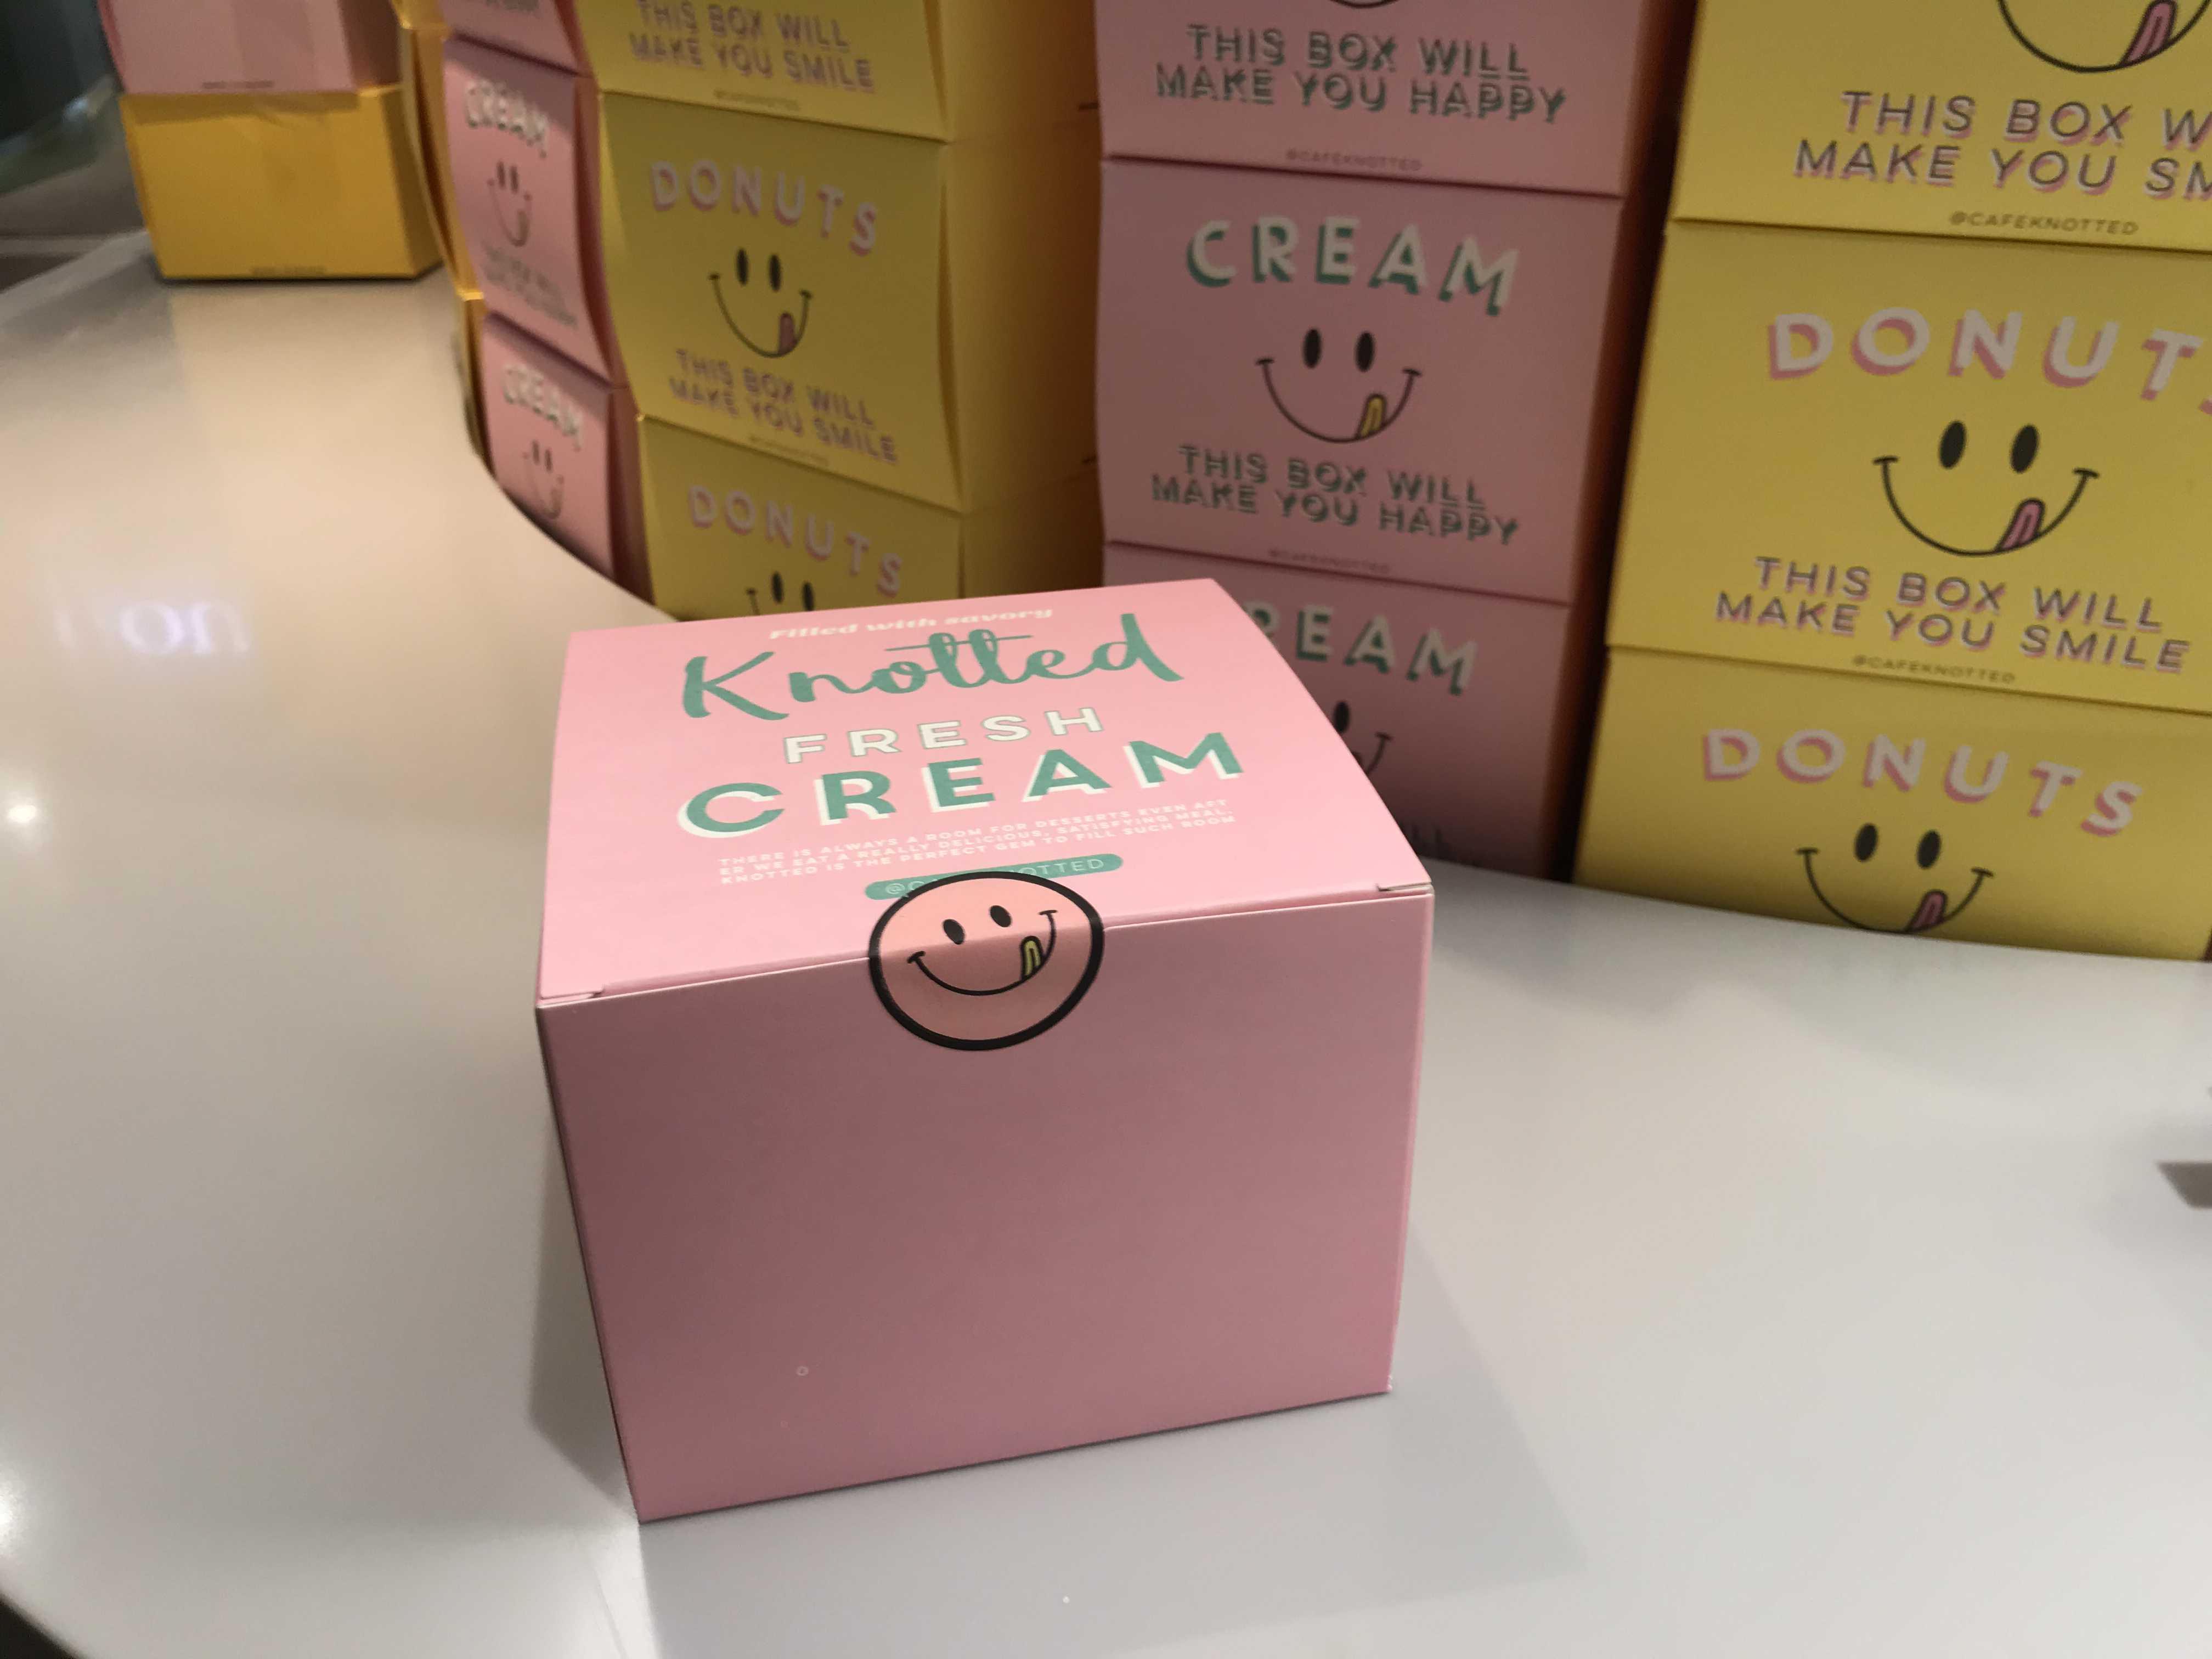 THIS BOX WILL
MAKE YOU SMILE
THIS BOX WILL
MAKE YOU HAPPY
@CAFEKNOTTED
THIS BOX
MAKE YOU
@CAFEKNOTTED
CREAM
DONUTS
THIS BOX WILL
MAKE YOU SMILE
CREAM
THIS BOX WILL
MAKE YOU HAPPY
@CAFEKNOTTED
DONUTS
THIS BOX WILL
MAKE YOU SMILE
@CAFEKNOTTED
CREAM
DONUTS
CREAM
DONUTS
Filled with savory
Knotted
FRESH
CREAM
THERE IS ALWAYS A ROOM FOR DESSERTS EVEN AFT
ER WE EAT A REALLY DELICIOUS, SATISFYING MEAL.
KNOTTED IS THE PERFECT GEM TO FILL SUCH ROOM